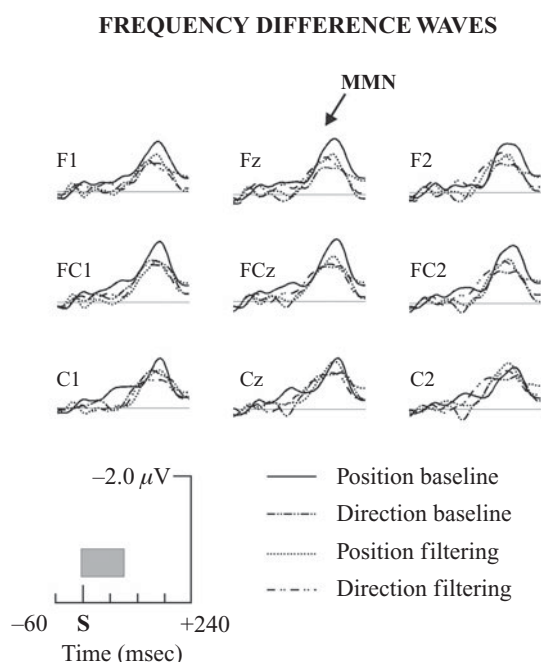 FREQUENCY DIFFERENCE WAVES
MMN
F1 Fz F2
FC1 FCz FC2
C1 Cz C2
–2.0 μV
Position baseline
Direction baseline
Position filtering
Direction filtering
–60 S +240
Time (msec)